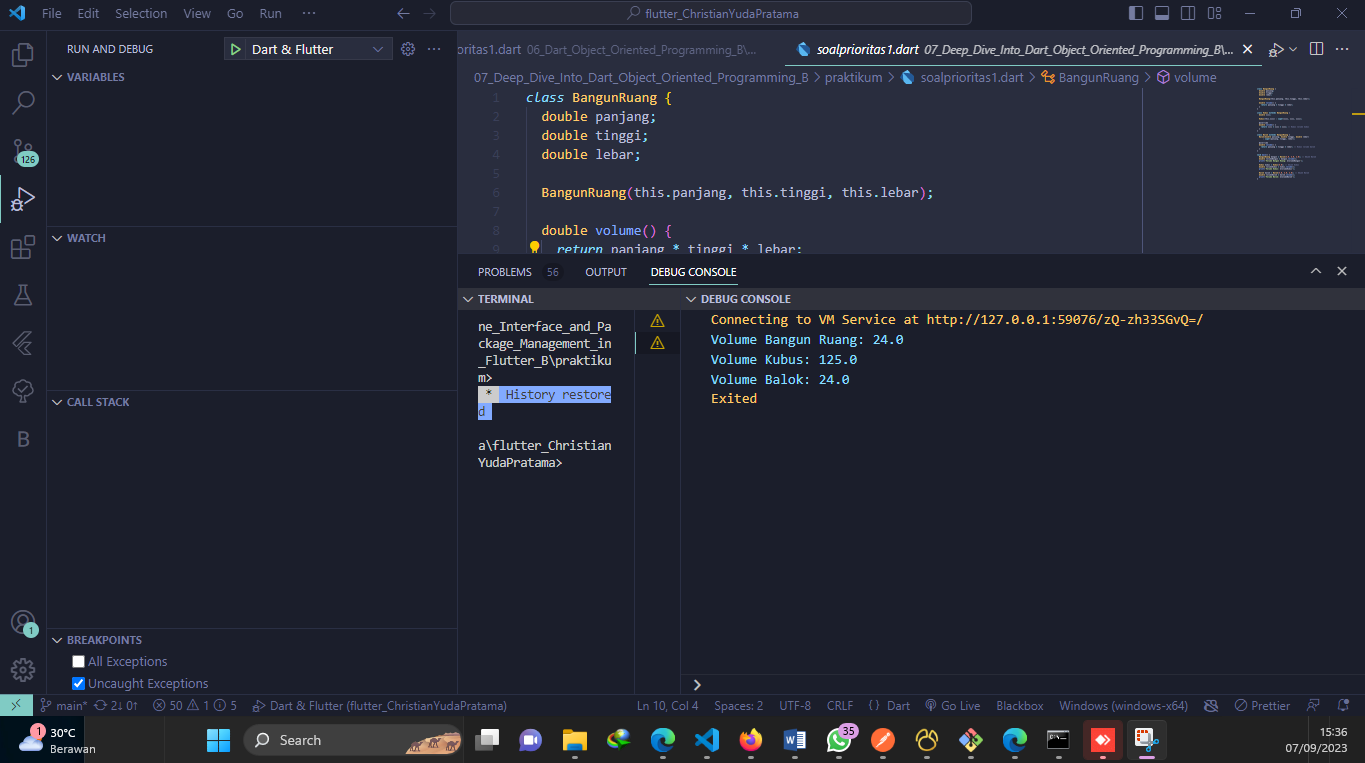 File Edit Selection View Go Run ··· flutter_ChristianYudaPratama
RUN AND DEBUG Dart & Flutter ···
VARIABLES
WATCH
CALL STACK
BREAKPOINTS
All Exceptions
Uncaught Exceptions
126
1
B
oritas1.dart 06_Dart_Object_Oriented_Programming_B\...
soalprioritas1.dart 07_Deep_Dive_Into_Dart_Object_Oriented_Programming_B\...
07_Deep_Dive_Into_Dart_Object_Oriented_Programming_B > praktikum > soalprioritas1.dart > BangunRuang > volume
1 class BangunRuang {
2 double panjang;
3 double tinggi;
4 double lebar;
5
6 BangunRuang(this.panjang, this.tinggi, this.lebar);
7
8 double volume() {
9 return panjang * tinggi * lebar;
PROBLEMS 56 OUTPUT DEBUG CONSOLE
TERMINAL
ne_Interface_and_Pa
ckage_Management_in
_Flutter_B\praktiku
m>
* History restore
d
a\flutter_Christian
YudaPratama>
DEBUG CONSOLE
Connecting to VM Service at http://127.0.0.1:59076/zQ-zh33SGvQ=/
Volume Bangun Ruang: 24.0
Volume Kubus: 125.0
Volume Balok: 24.0
Exited
>
main* 2↓ 0↑ 50 1 5 Dart & Flutter (flutter_ChristianYudaPratama) Ln 10, Col 4 Spaces: 2 UTF-8 CRLF { } Dart Go Live Blackbox Windows (windows-x64) Prettier
1 30°C
Berawan
Search
35
15:36
07/09/2023